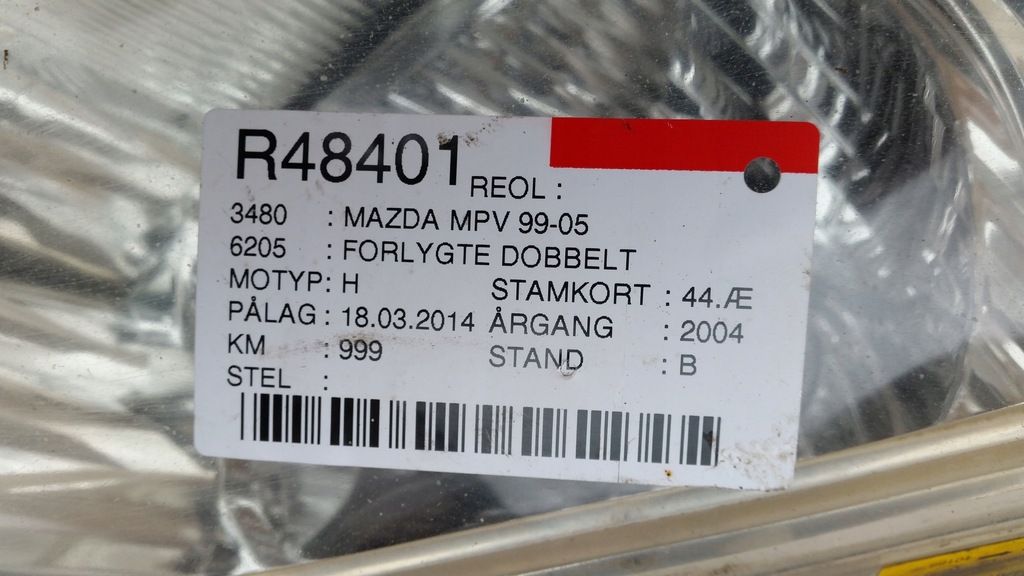 R48401 REOL :
3480 : MAZDA MPV 99-05
6205 : FORLYGTE DOBBELT
MOTYP: H STAMKORT : 44.Æ
PÅLAG : 18.03.2014 ÅRGANG : 2004
KM : 999 STAND : B
STEL :